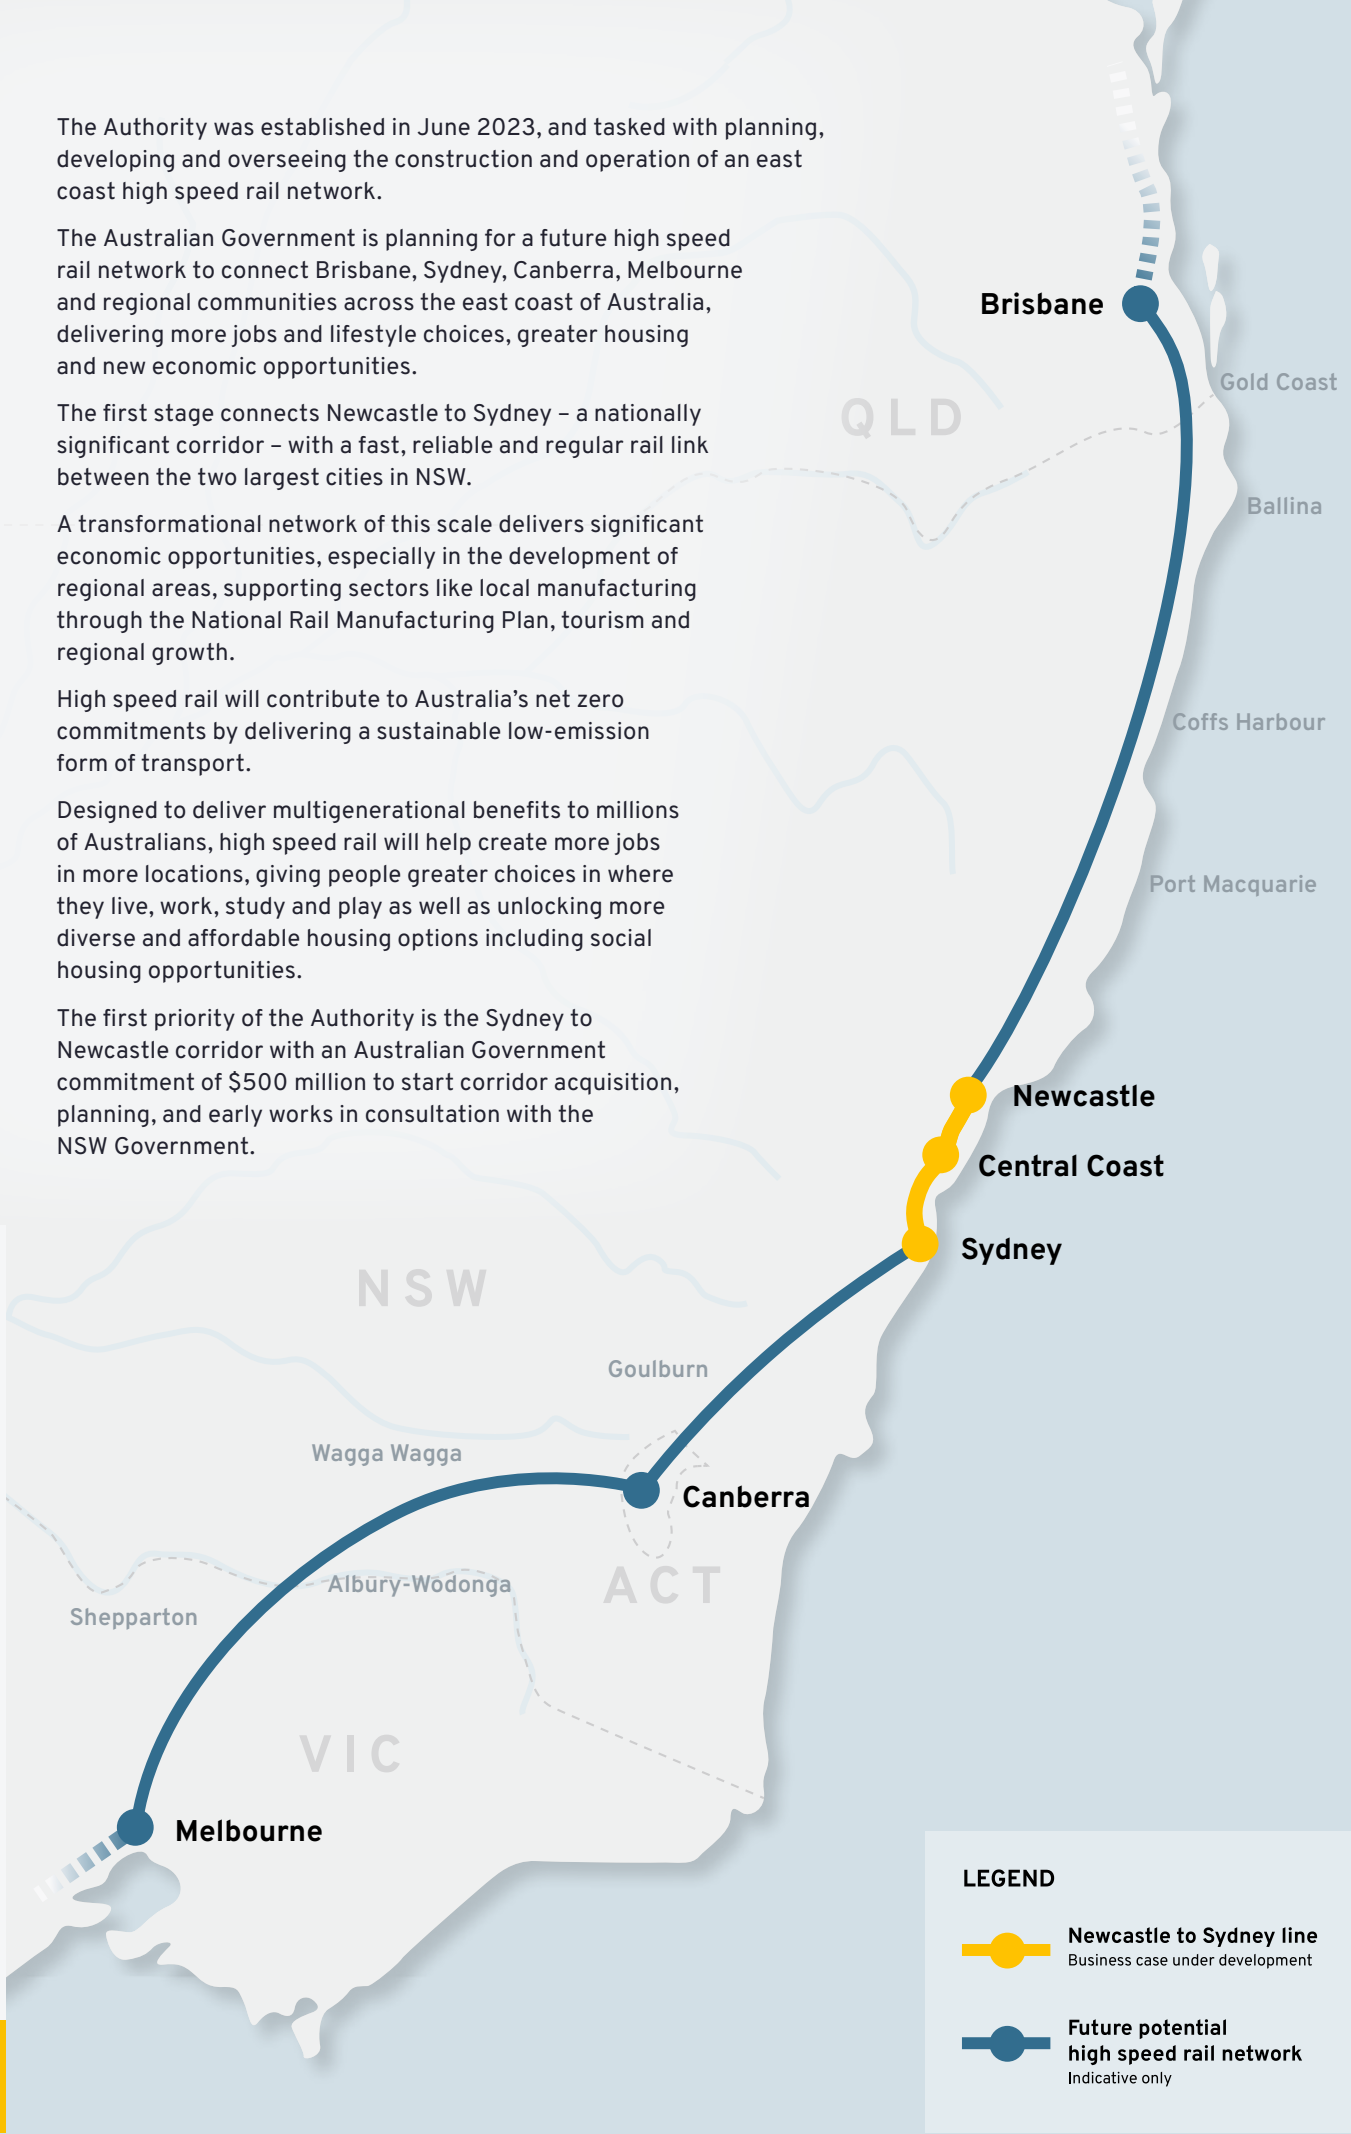 The Authority was established in June 2023, and tasked with planning,
developing and overseeing the construction and operation of an east
coast high speed rail network.
The Australian Government is planning for a future high speed
rail network to connect Brisbane, Sydney, Canberra, Melbourne
and regional communities across the east coast of Australia,
delivering more jobs and lifestyle choices, greater housing
and new economic opportunities.
The first stage connects Newcastle to Sydney – a nationally
significant corridor – with a fast, reliable and regular rail link
between the two largest cities in NSW.
A transformational network of this scale delivers significant
economic opportunities, especially in the development of
regional areas, supporting sectors like local manufacturing
through the National Rail Manufacturing Plan, tourism and
regional growth.
High speed rail will contribute to Australia’s net zero
commitments by delivering a sustainable low-emission
form of transport.
Designed to deliver multigenerational benefits to millions
of Australians, high speed rail will help create more jobs
in more locations, giving people greater choices in where
they live, work, study and play as well as unlocking more
diverse and affordable housing options including social
housing opportunities.
The first priority of the Authority is the Sydney to
Newcastle corridor with an Australian Government
commitment of $500 million to start corridor acquisition,
planning, and early works in consultation with the
NSW Government.
Brisbane
Gold Coast
QLD
Ballina
Coffs Harbour
Port Macquarie
Newcastle
Central Coast
Sydney
NSW
Goulburn
Wagga Wagga
Canberra
ACT
Albury-Wodonga
Shepparton
VIC
Melbourne
LEGEND
Newcastle to Sydney line
Business case under development
Future potential
high speed rail network
Indicative only